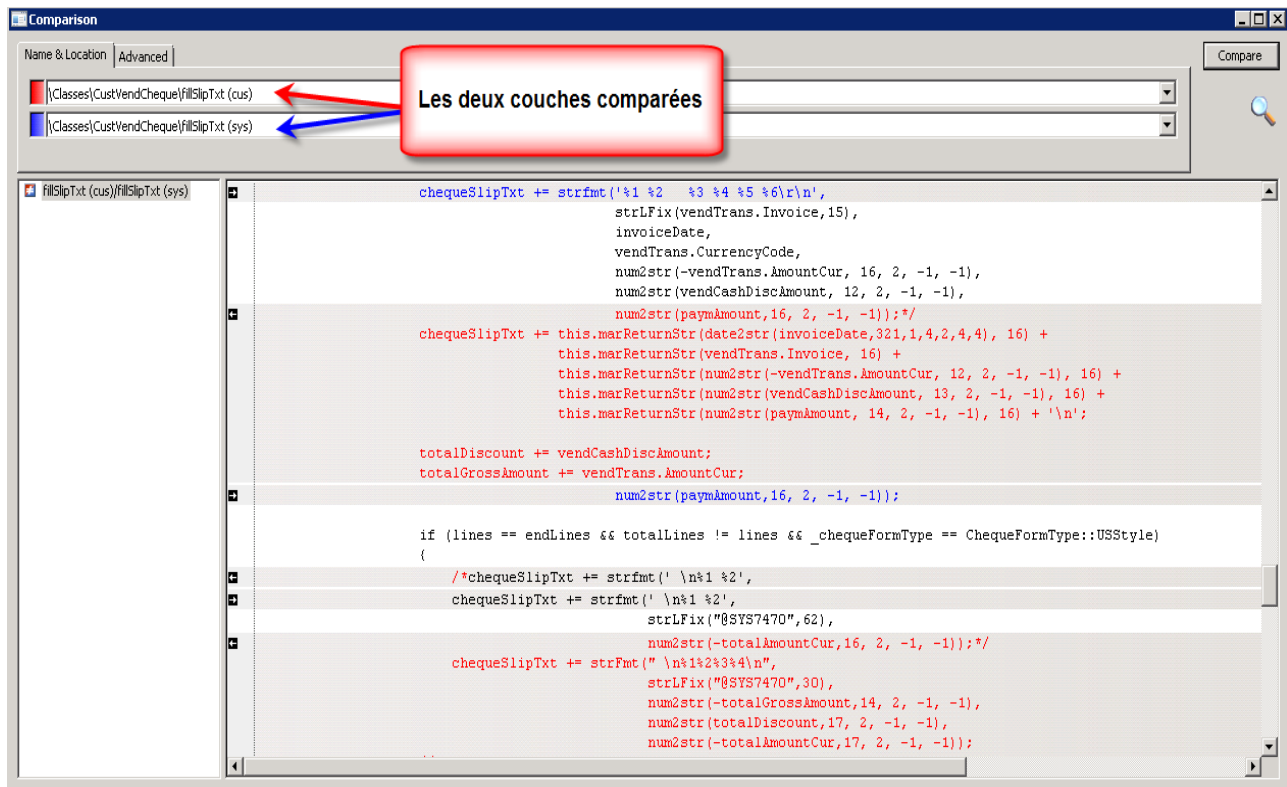 Comparison
Name & Location
Advanced
Compare
\Classes\CustVendCheque\fillSlipTxt (cus)
\Classes\CustVendCheque\fillSlipTxt (sys)
Les deux couches comparées
fillSlipTxt (cus)/fillSlipTxt (sys)
chequeSlipTxt += strfmt('%1 %2   %3 %4 %5 %6\r\n',
strLFix(vendTrans.Invoice,15),
invoiceDate,
vendTrans.CurrencyCode,
num2str(-vendTrans.AmountCur, 16, 2, -1, -1),
num2str(vendCashDiscAmount, 12, 2, -1, -1),
num2str(paymAmount,16, 2, -1, -1));*/
chequeSlipTxt += this.marReturnStr(date2str(invoiceDate,321,1,4,2,4,4), 16) +
this.marReturnStr(vendTrans.Invoice, 16) +
this.marReturnStr(num2str(-vendTrans.AmountCur, 12, 2, -1, -1), 16) +
this.marReturnStr(num2str(vendCashDiscAmount, 13, 2, -1, -1), 16) +
this.marReturnStr(num2str(paymAmount, 14, 2, -1, -1), 16) + '\n';
totalDiscount += vendCashDiscAmount;
totalGrossAmount += vendTrans.AmountCur;
num2str(paymAmount,16, 2, -1, -1));
if (lines == endLines && totalLines != lines && _chequeFormType == ChequeFormType::USStyle)
{
/*chequeSlipTxt += strfmt(' \n%1 %2',
chequeSlipTxt += strfmt(' \n%1 %2',
strLFix("@SYS7470",62),
num2str(-totalAmountCur,16, 2, -1, -1));*/
chequeSlipTxt += strFmt(" \n%1%2%3%4\n",
strLFix("@SYS7470",30),
num2str(-totalGrossAmount,14, 2, -1, -1),
num2str(totalDiscount,17, 2, -1, -1),
num2str(-totalAmountCur,17, 2, -1, -1));